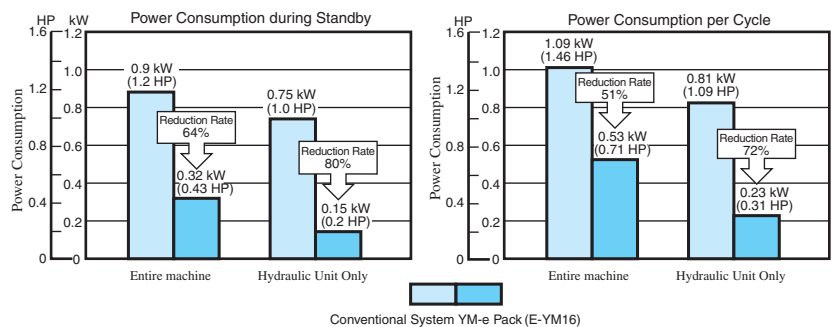 Power Consumption during Standby
HP kW
1.6 1.2
1.0
1.2
0.8
0.8 0.6
0.4
0.4
0.2
0 0
Power Consumption
0.9 kW
(1.2 HP)
Reduction Rate
64%
0.32 kW
(0.43 HP)
0.75 kW
(1.0 HP)
Reduction Rate
80%
0.15 kW
(0.2 HP)
Entire machine
Hydraulic Unit Only
Power Consumption per Cycle
HP kW
1.6 1.2
1.0
1.2
0.8
0.8 0.6
0.4
0.4
0.2
0 0
Power Consumption
1.09 kW
(1.46 HP)
Reduction Rate
51%
0.53 kW
(0.71 HP)
0.81 kW
(1.09 HP)
Reduction Rate
72%
0.23 kW
(0.31 HP)
Entire machine
Hydraulic Unit Only
Conventional System YM-e Pack (E-YM16)